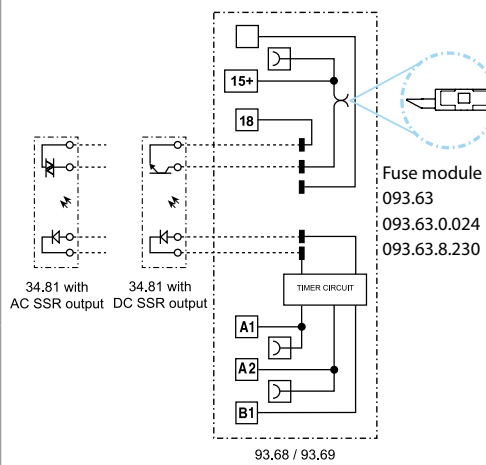 15+
18
Fuse module
093.63
093.63.0.024
093.63.8.230
34.81 with
AC SSR output
34.81 with
DC SSR output
TIMER CIRCUIT
A1
A2
B1
93.68 / 93.69